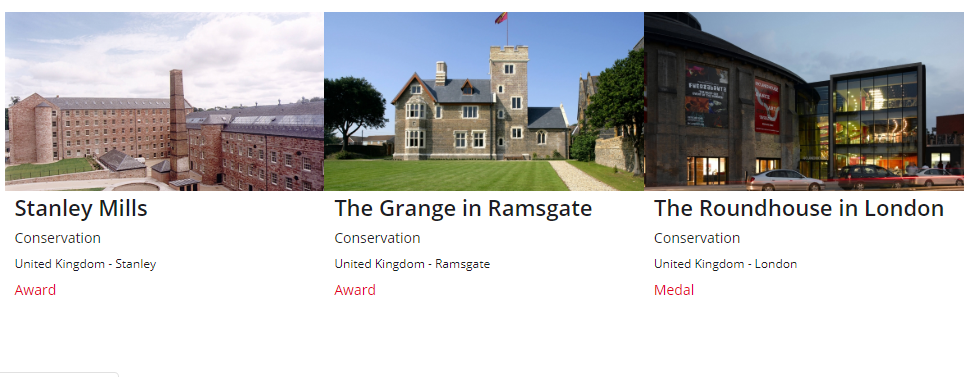 Stanley Mills
Conservation
United Kingdom - Stanley
Award
The Grange in Ramsgate
Conservation
United Kingdom - Ramsgate
Award
The Roundhouse in London
Conservation
United Kingdom - London
Medal